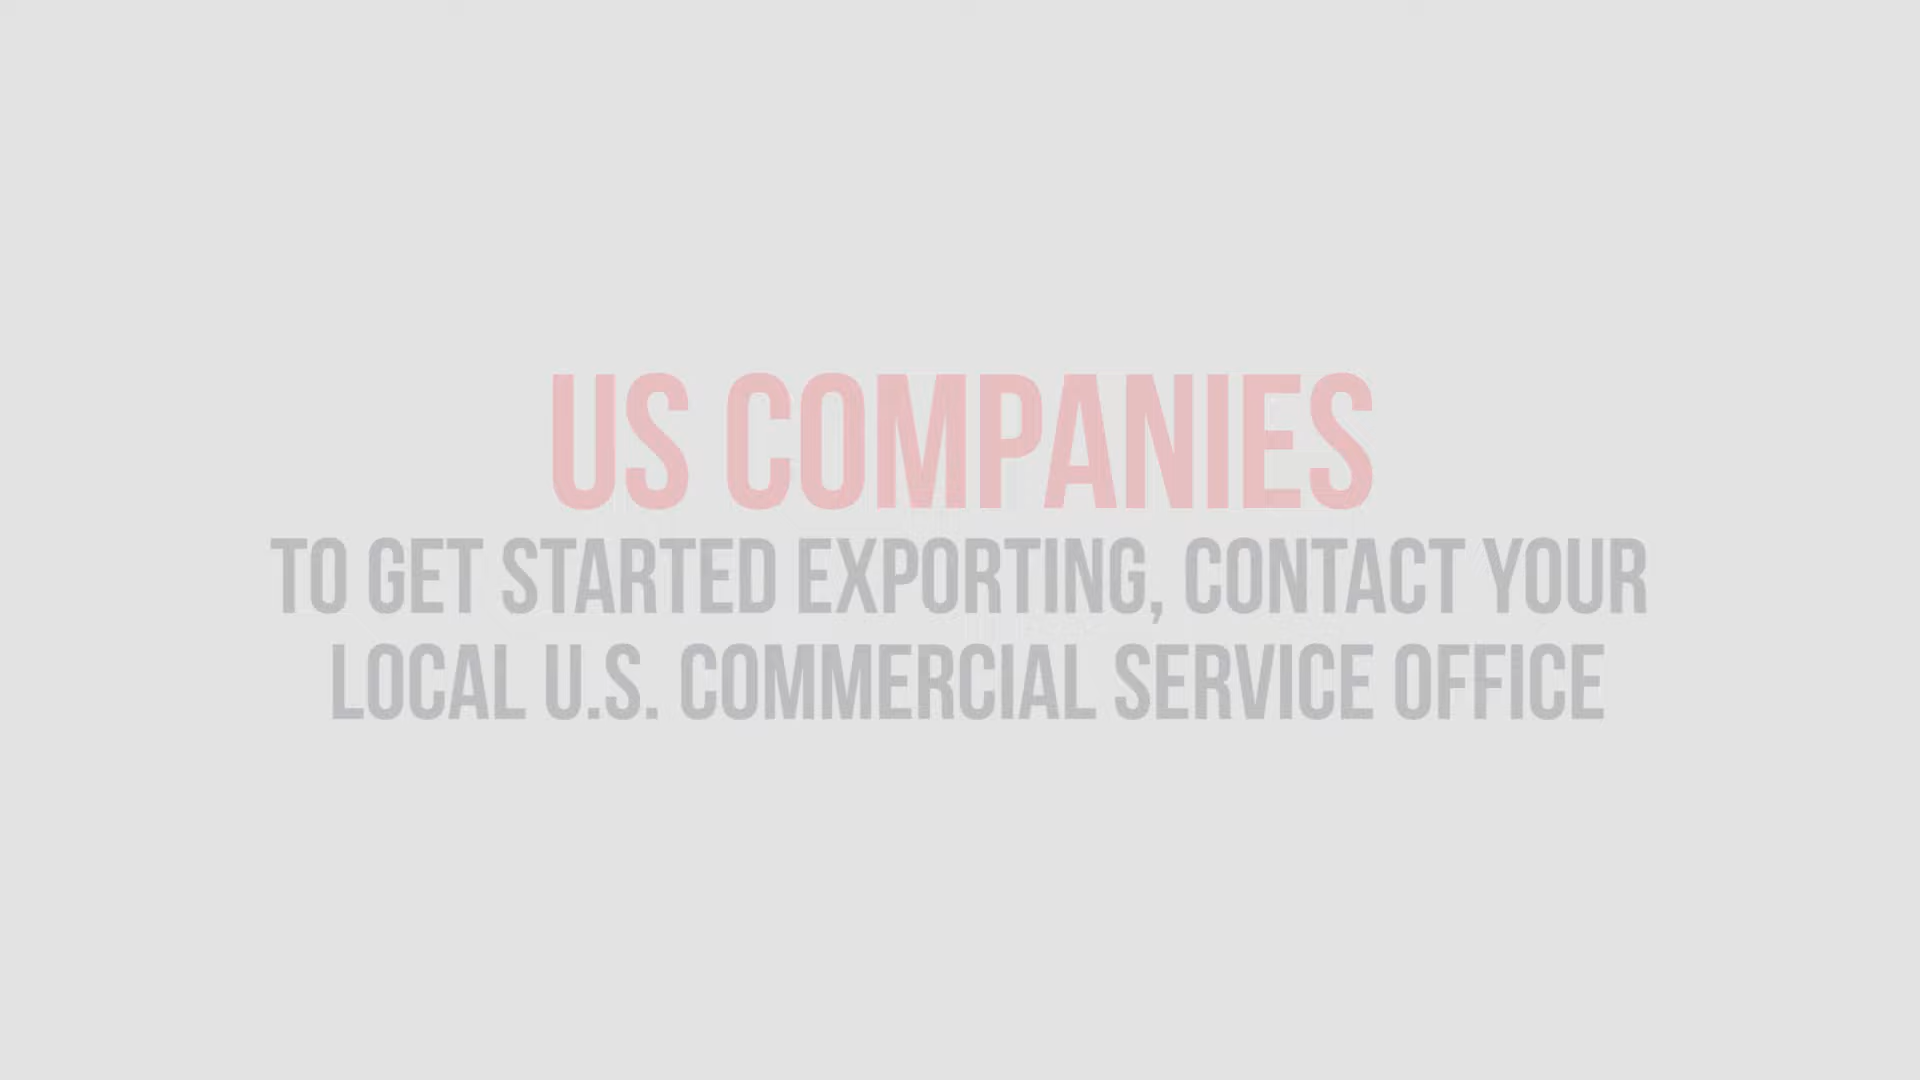 US COMPANIES
TO GET STARTED EXPORTING, CONTACT YOUR
LOCAL U.S. COMMERCIAL SERVICE OFFICE